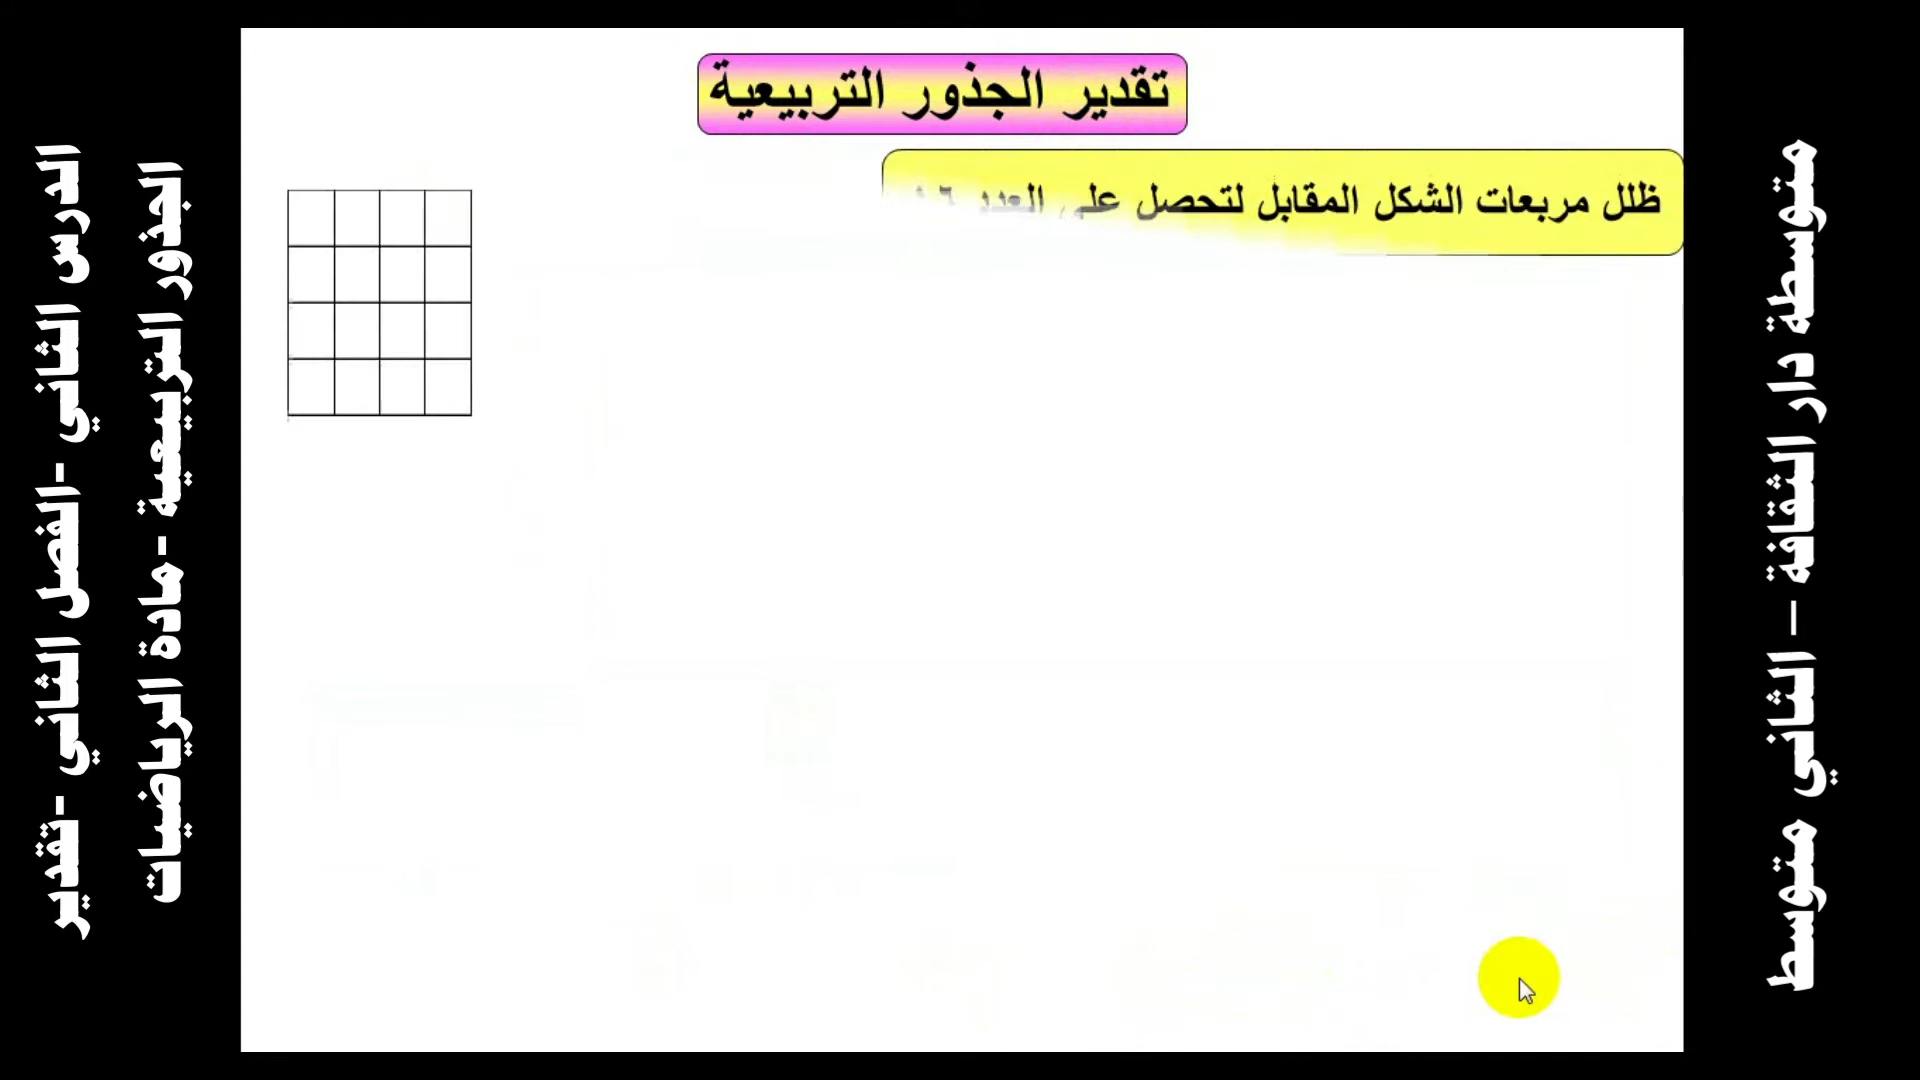 تقدير الجذور التربيعية
ظلل مربعات الشكل المقابل لتحصل على العدد
متوسطة دار الثقافة – الثاني متوسط
الدرس الثاني -الفصل الثاني -تقدير
الجذور التربيعية -مادة الرياضيات